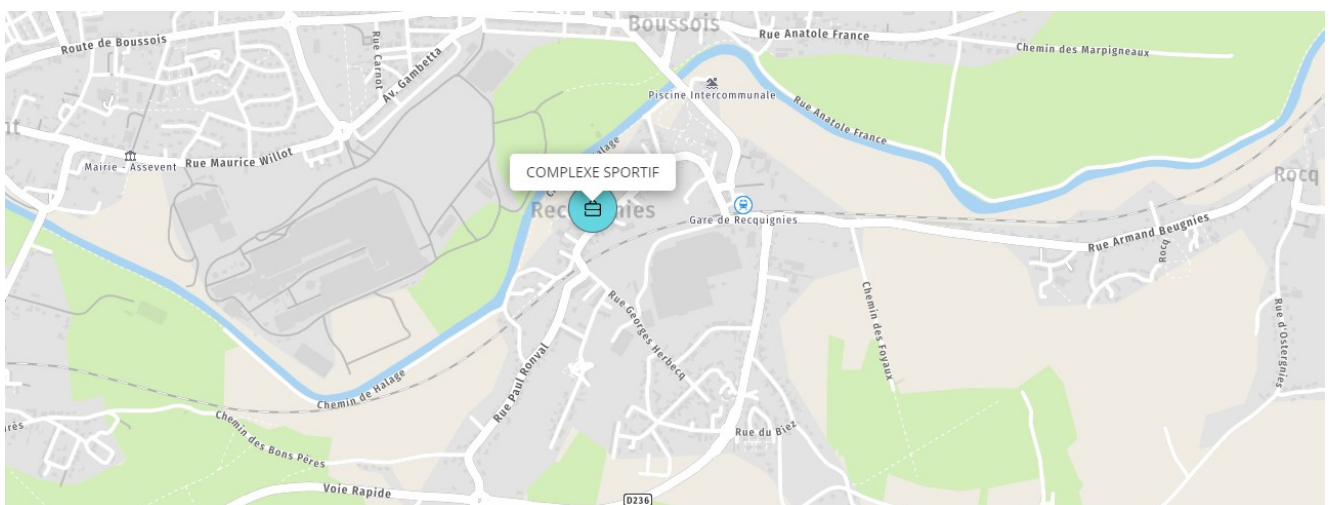 Boussois
Route de Boussois
Rue Carnot
Av. Gambetta
Rue Anatole France
Chemin des Marpigneaux
Piscine Intercommunale
Rue Anatole France
Mairie - Assevent
Rue Maurice Willot
COMPLEXE SPORTIF
Rocq
Gare de Recquignies
Rue Armand Beugnies
Rocq
Rue Georges Herbecq
Chemin des Foyaux
Rue d'Ostergnies
Rue Paul Ronval
Chemin de Halage
Chemin des Bons Pères
Rue du Biez
Voie Rapide
D236